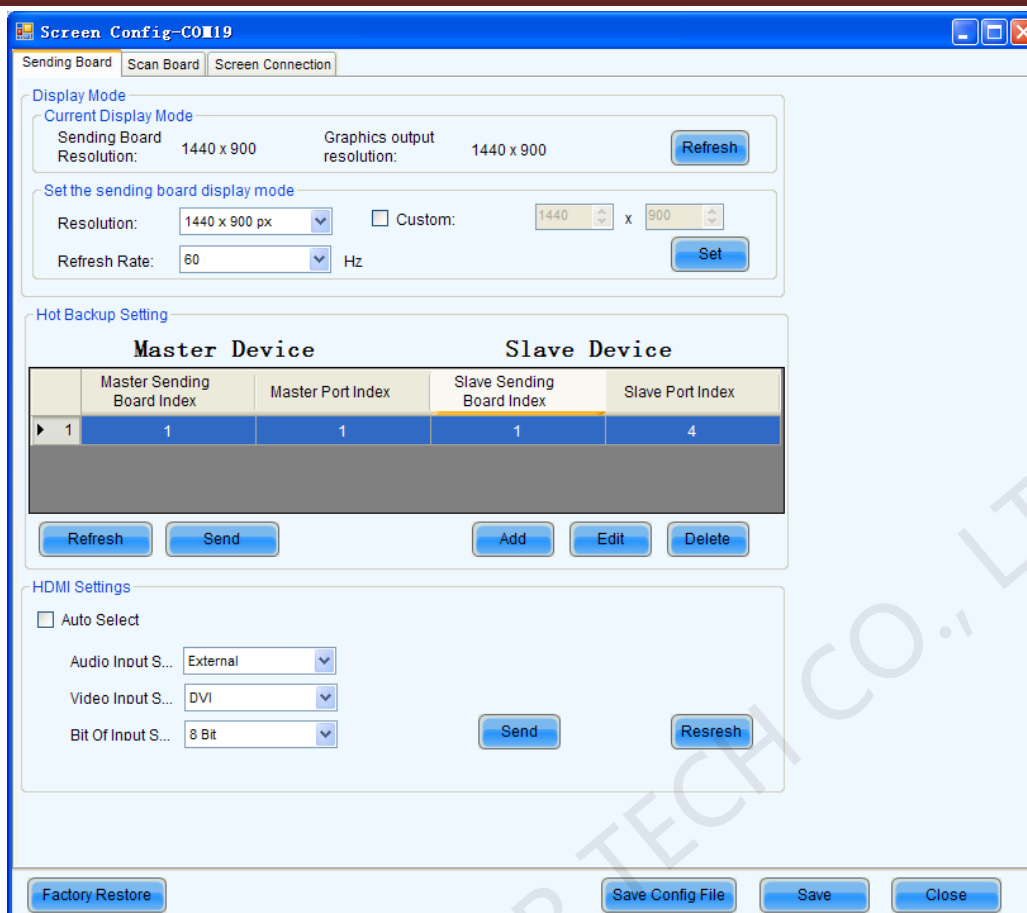 Screen Config-COM19
Sending Board Scan Board Screen Connection
Display Mode
Current Display Mode
Sending Board Resolution: 1440 x 900 Graphics output resolution: 1440 x 900 Refresh
Set the sending board display mode
Resolution: 1440 x 900 px Custom: 1440 x 900
Refresh Rate: 60 Hz Set
Hot Backup Setting
Master Device Slave Device
Master Sending Board Index Master Port Index Slave Sending Board Index Slave Port Index
1 1 1 1 4
Refresh Send Add Edit Delete
HDMI Settings
Auto Select
Audio Input S... External
Video Input S... DVI
Bit Of Input S... 8 Bit Send Resresh
Factory Restore Save Config File Save Close
TECH CO.,